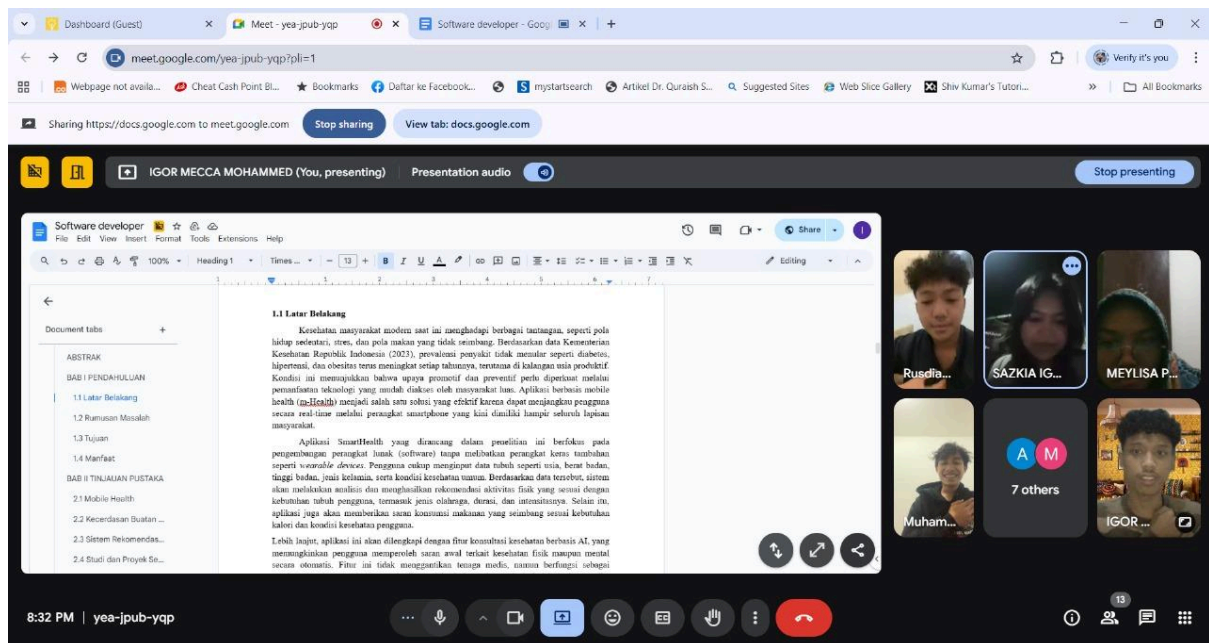 Dashboard (Guest)
Meet - yea-jpub-yqp
Software developer - Goog
meet.google.com/yea-jpub-yqp?pli=1
Verify it's you
Webpage not availa...
Cheat Cash Point Bl...
Bookmarks
Daftar ke Facebook...
mystartsearch
Artikel Dr. Quraish S...
Suggested Sites
Web Slice Gallery
Shiv Kumar's Tutori...
All Bookmarks
Sharing https://docs.google.com to meet.google.com
Stop sharing
View tab: docs.google.com
IGOR MECCA MOHAMMED (You, presenting)
Presentation audio
Stop presenting
Software developer
File Edit View Insert Format Tools Extensions Help
Share
I
100%
Heading 1
Times ...
13
B I U A
Editing
1 1 2 3 4 5 6 7
Document tabs
ABSTRAK
BAB I PENDAHULUAN
1.1 Latar Belakang
1.2 Rumusan Masalah
1.3 Tujuan
1.4 Manfaat
BAB II TINJAUAN PUSTAKA
2.1 Mobile Health
2.2 Kecerdasan Buatan ...
2.3 Sistem Rekomendas...
2.4 Studi dan Proyek Se...
1.1 Latar Belakang
Kesehatan masyarakat modern saat ini menghadapi berbagai tantangan, seperti pola
hidup sedentari, stres, dan pola makan yang tidak seimbang. Berdasarkan data Kementerian
Kesehatan Republik Indonesia (2023), prevalensi penyakit tidak menular seperti diabetes,
hipertensi, dan obesitas terus meningkat setiap tahunnya, terutama di kalangan usia produktif.
Kondisi ini menunjukkan bahwa upaya promotif dan preventif perlu diperkuat melalui
pemanfaatan teknologi yang mudah diakses oleh masyarakat luas. Aplikasi berbasis mobile
health (m-Health) menjadi salah satu solusi yang efektif karena dapat menjangkau pengguna
secara real-time melalui perangkat smartphone yang kini dimiliki hampir seluruh lapisan
masyarakat.
Aplikasi SmartHealth yang dirancang dalam penelitian ini berfokus pada
pengembangan perangkat lunak (software) tanpa melibatkan perangkat keras tambahan
seperti wearable devices. Pengguna cukup menginput data tubuh seperti usia, berat badan,
tinggi badan, jenis kelamin, serta kondisi kesehatan umum. Berdasarkan data tersebut, sistem
akan melakukan analisis dan menghasilkan rekomendasi aktivitas fisik yang sesuai dengan
kebutuhan tubuh pengguna, termasuk jenis olahraga, durasi, dan intensitasnya. Selain itu,
aplikasi juga akan memberikan saran konsumsi makanan yang seimbang sesuai kebutuhan
kalori dan kondisi kesehatan pengguna.
Lebih lanjut, aplikasi ini akan dilengkapi dengan fitur konsultasi kesehatan berbasis AI, yang
memungkinkan pengguna memperoleh saran awal terkait kesehatan fisik maupun mental
secara otomatis. Fitur ini tidak menggantikan tenaga medis, namun berfungsi sebagai
Rusdia...
SAZKIA IG...
MEYLISA P...
Muham...
A M
7 others
IGOR ...
8:32 PM | yea-jpub-yqp
13